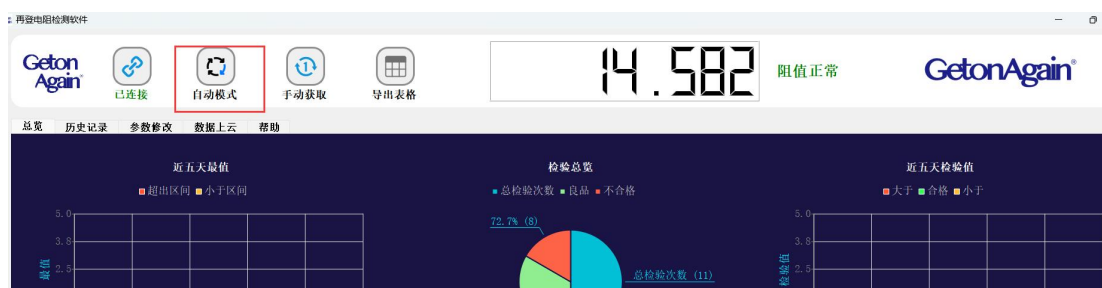 再登电阻检测软件
Geton
Again
已连接
自动模式
手动获取
导出表格
14.582
阻值正常
GetonAgain®
总览 历史记录 参数修改 数据上云 帮助
近五天最值
超出区间 小于区间
5.0
3.8
2.5
最值
检验总览
总检验次数 良品 不合格
72.7% (8)
总检验次数 (11)
近五天检验值
大于 合格 小于
5.0
3.8
2.5
检验值